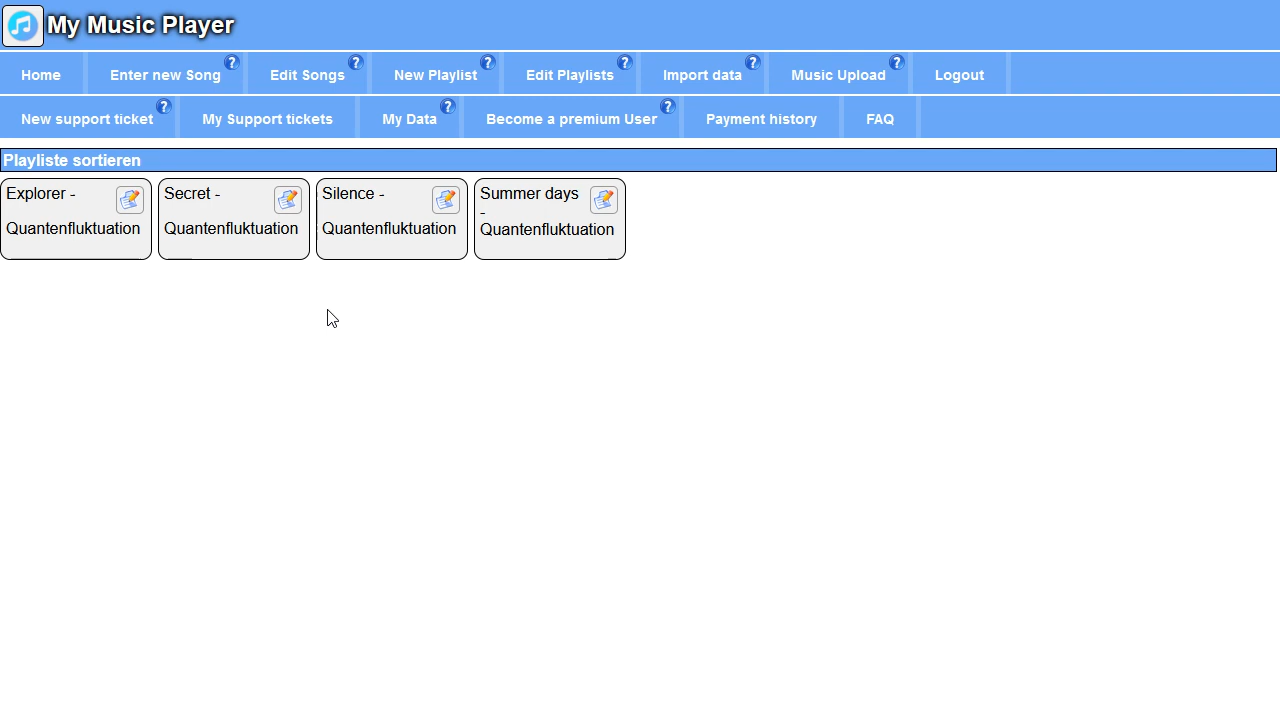 My Music Player
Home
Enter new Song
?
Edit Songs
?
New Playlist
?
Edit Playlists
?
Import data
?
Music Upload
?
Logout
New support ticket
?
My Support tickets
My Data
?
Become a premium User
?
Payment history
FAQ
Playliste sortieren
Explorer -
Quantenfluktuation
Secret -
Quantenfluktuation
Silence -
Quantenfluktuation
Summer days
-
Quantenfluktuation